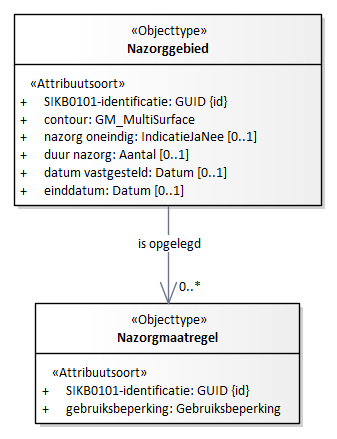 «Objecttype»
Nazorggebied
«Attribuutsoort»
+ SIKB0101-identificatie: GUID {id}
+ contour: GM_MultiSurface
+ nazorg oneindig: IndicatieJaNee [0..1]
+ duur nazorg: Aantal [0..1]
+ datum vastgesteld: Datum [0..1]
+ einddatum: Datum [0..1]
is opgelegd
0..*
«Objecttype»
Nazorgmaatregel
«Attribuutsoort»
+ SIKB0101-identificatie: GUID {id}
+ gebruiksbeperking: Gebruiksbeperking